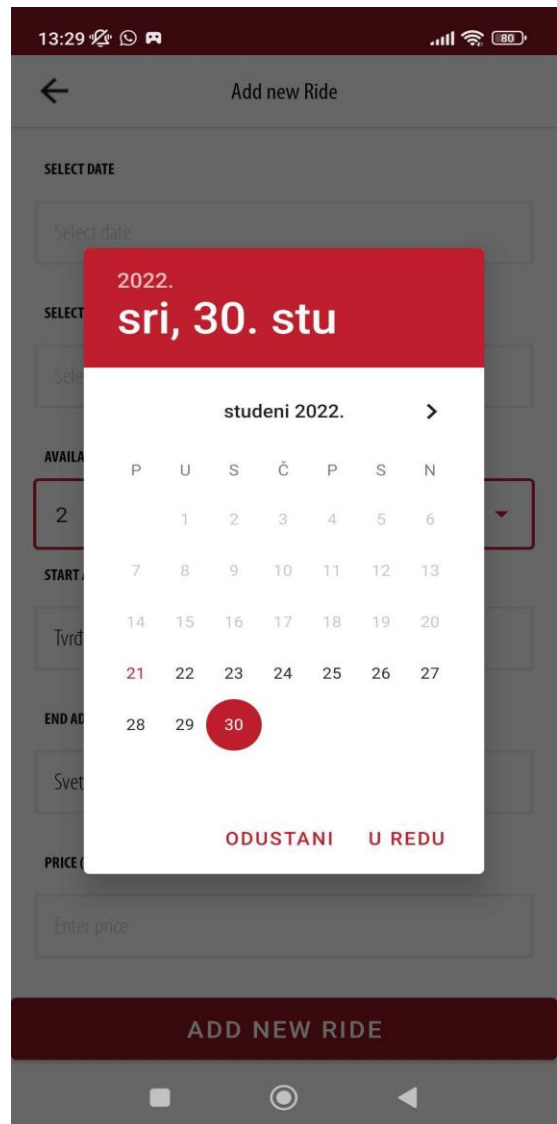 13:29
80
Add new Ride
SELECT DATE
Select date
2022.
sri, 30. stu
SELECT
Sele
studeni 2022.
AVAILA
P U S Č P S N
2
1 2 3 4 5 6
START
7 8 9 10 11 12 13
14 15 16 17 18 19 20
Tvrđ
21 22 23 24 25 26 27
END AD
28 29 30
Svet
ODUSTANI U REDU
PRICE (
Enter price
ADD NEW RIDE